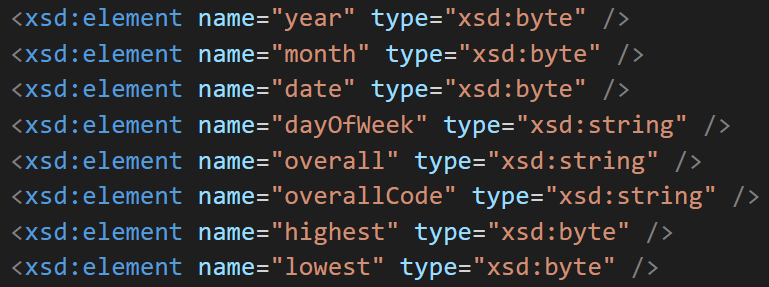 <xsd:element name="year" type="xsd:byte" />
<xsd:element name="month" type="xsd:byte" />
<xsd:element name="date" type="xsd:byte" />
<xsd:element name="dayOfWeek" type="xsd:string" />
<xsd:element name="overall" type="xsd:string" />
<xsd:element name="overallCode" type="xsd:string" />
<xsd:element name="highest" type="xsd:byte" />
<xsd:element name="lowest" type="xsd:byte" />